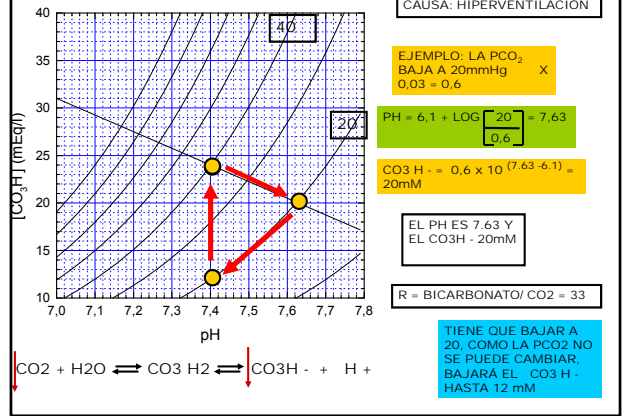 CAUSA: HIPERVENTILACIÓN
40
35
30
25
20
15
10
[CO3H] (mEq/l)
40
20
7,0 7,1 7,2 7,3 7,4 7,5 7,6 7,7 7,8
pH
EJEMPLO: LA PCO2
BAJA A 20mmHg X
0,03 = 0,6
PH = 6,1 + LOG [20] = 7,63
0,6
CO3 H - = 0,6 x 10 (7.63 -6.1) =
20mM
EL PH ES 7.63 Y
EL CO3H - 20mM
R = BICARBONATO/ CO2 = 33
TIENE QUE BAJAR A
20, COMO LA PCO2 NO
SE PUEDE CAMBIAR,
BAJARÁ EL CO3 H -
HASTA 12 mM
CO2 + H2O ⇌ CO3 H2 ⇌ CO3H - + H +